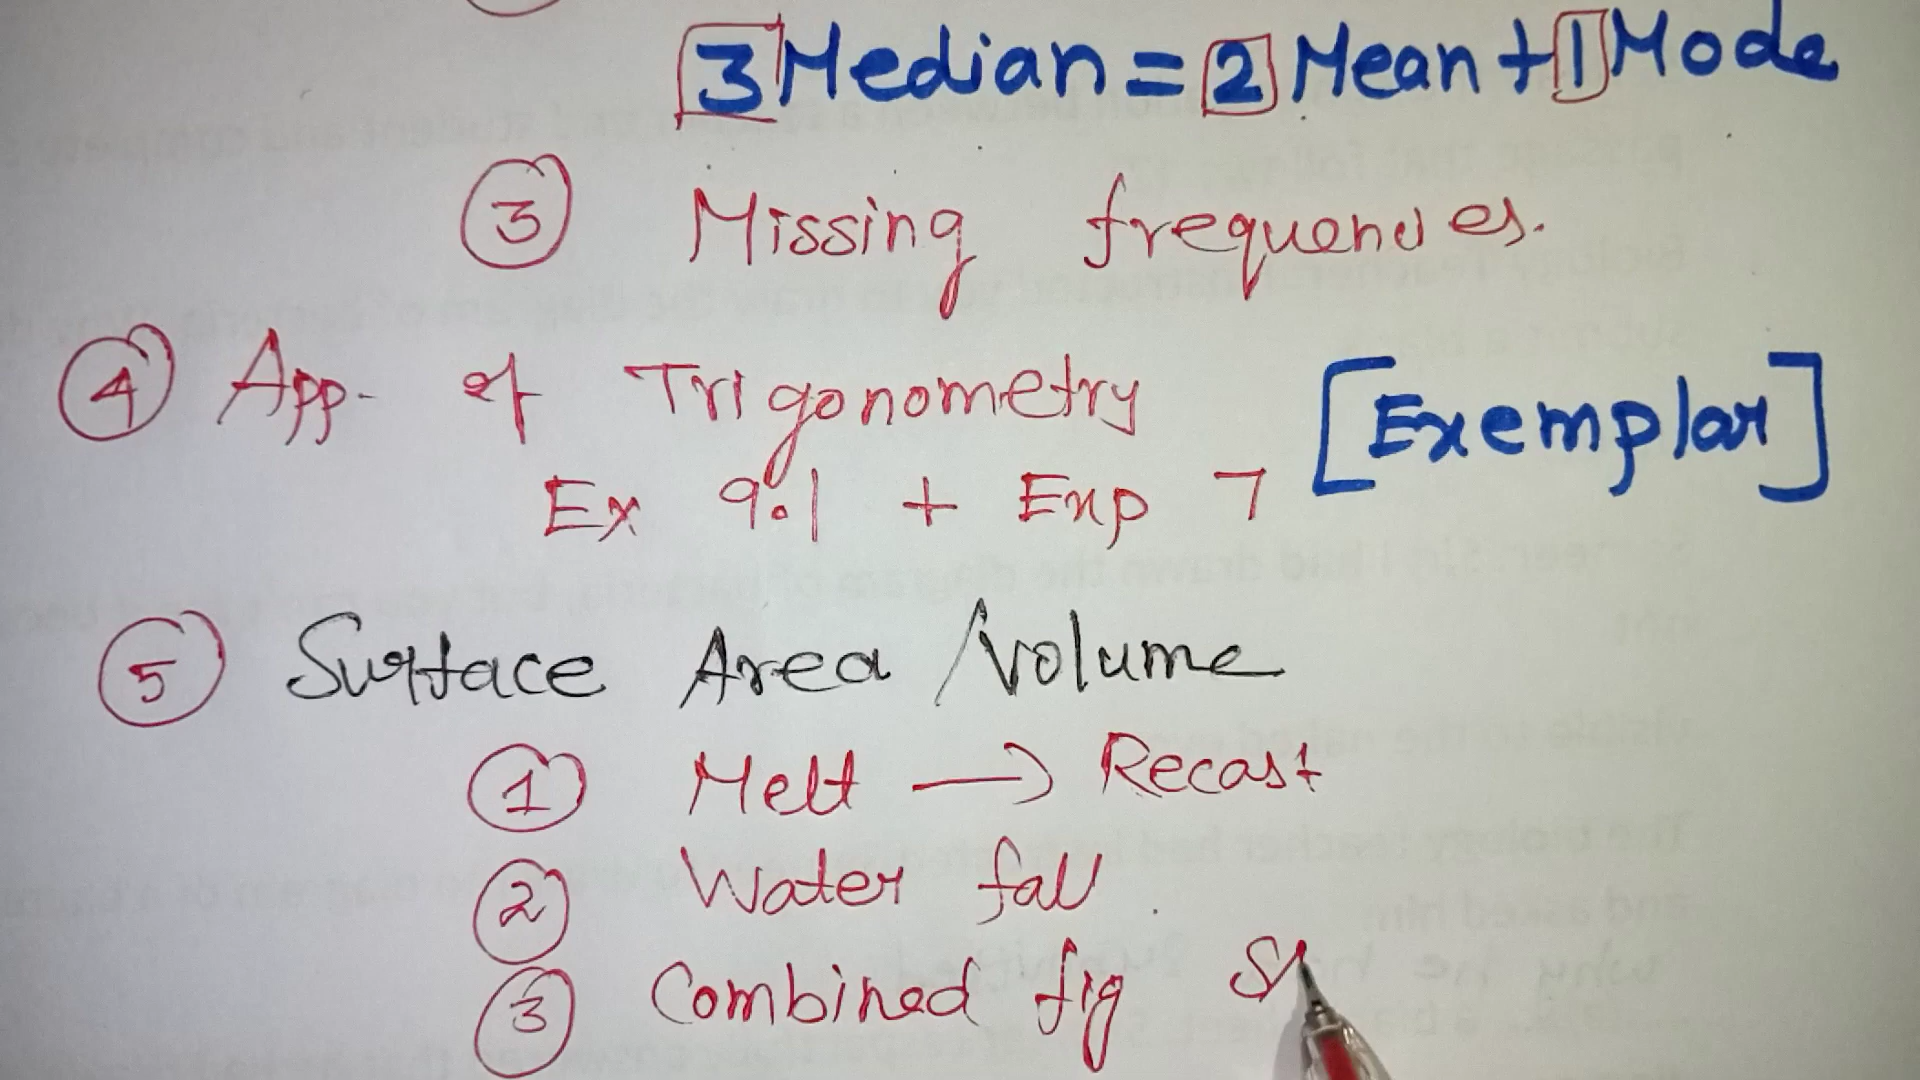 3 Median = 2 Mean + 1 Mode
③ Missing frequencies.
④ App. of Trigonometry [Exemplar]
Ex 9.1 + Exp 7
⑤ Surface Area / Volume
① Melt → Recast
② Water fall
③ Combined fig